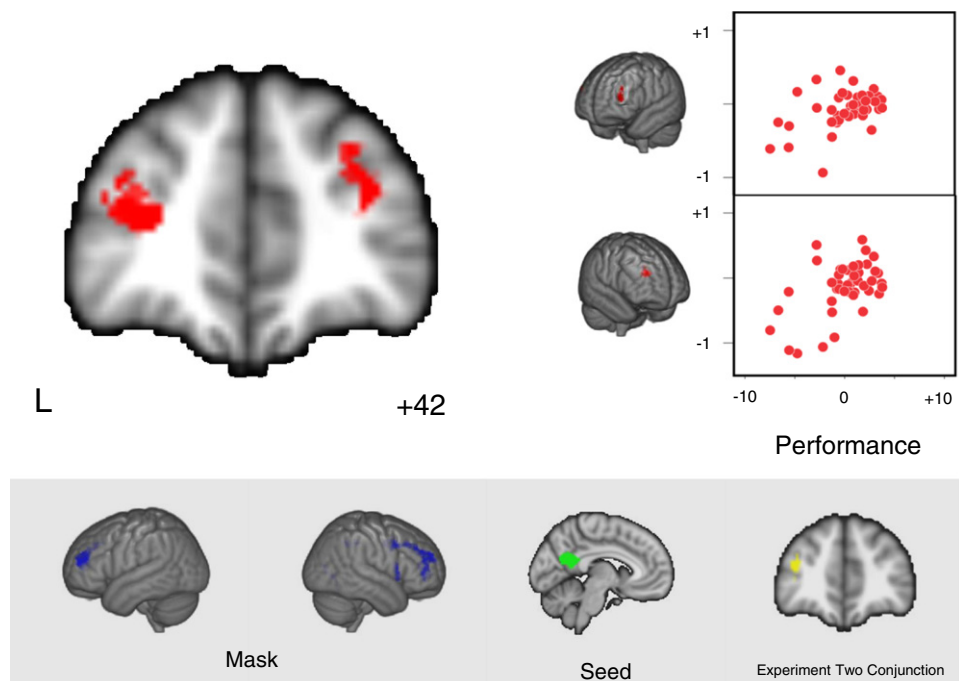 L
+42
+1
-1
+1
-1
-10 0 +10
Performance
Mask
Seed
Experiment Two Conjunction